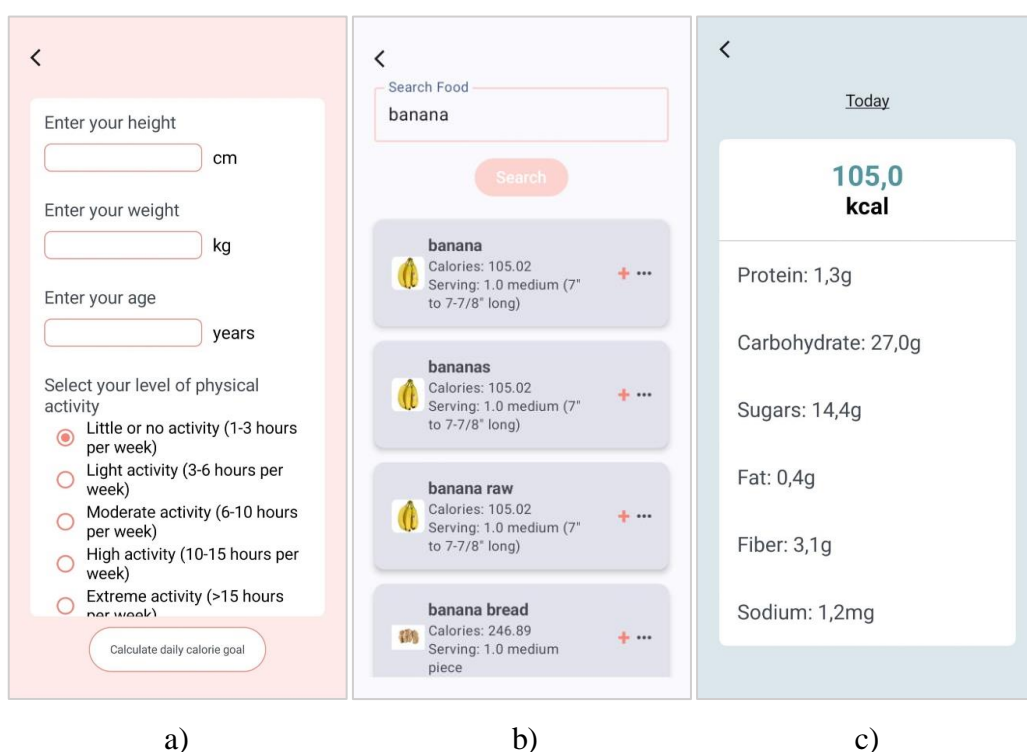 Enter your height
cm
Enter your weight
kg
Enter your age
years
Select your level of physical
activity
Little or no activity (1-3 hours
per week)
Light activity (3-6 hours per
week)
Moderate activity (6-10 hours
per week)
High activity (10-15 hours per
week)
Extreme activity (>15 hours
per week)
Calculate daily calorie goal
Search Food
banana
Search
banana
Calories: 105.02
Serving: 1.0 medium (7"
to 7-7/8" long)
bananas
Calories: 105.02
Serving: 1.0 medium (7"
to 7-7/8" long)
banana raw
Calories: 105.02
Serving: 1.0 medium (7"
to 7-7/8" long)
banana bread
Calories: 246.89
Serving: 1.0 medium
piece
Today
105,0
kcal
Protein: 1,3g
Carbohydrate: 27,0g
Sugars: 14,4g
Fat: 0,4g
Fiber: 3,1g
Sodium: 1,2mg
a)
b)
c)